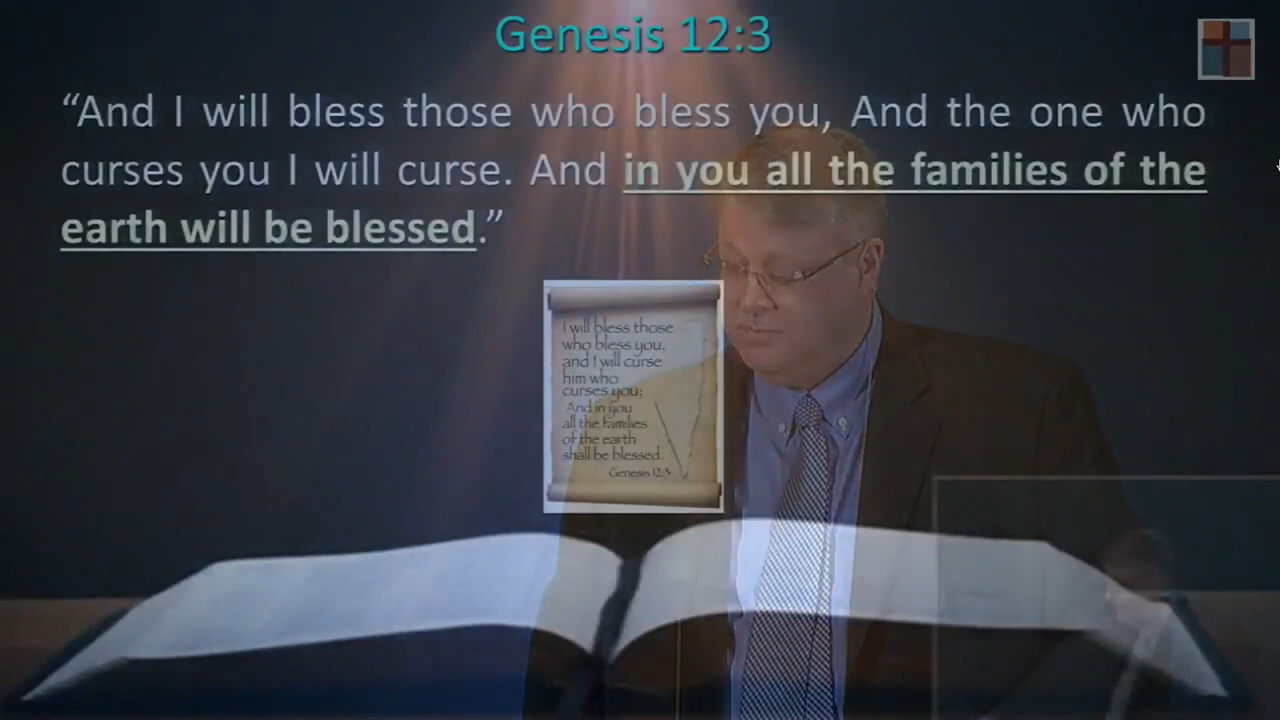 Genesis 12:3
“And I will bless those who bless you, And the one who
curses you I will curse. And in you all the families of the
earth will be blessed.”
I will bless those
who bless you,
and I will curse
him who
curses you;
And in you
all the families
of the earth
shall be blessed.
Genesis 12:3